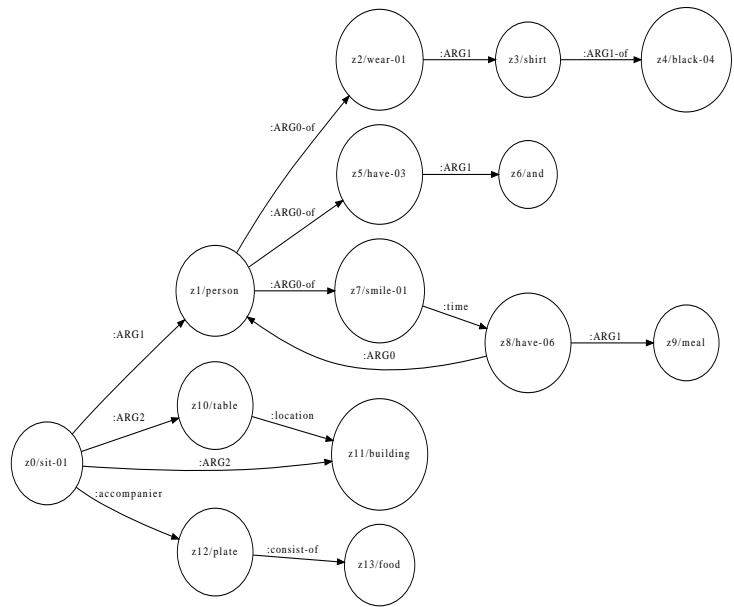 z2/wear-01
:ARG1
z3/shirt
:ARG1-of
z4/black-04
:ARG0-of
z5/have-03
:ARG1
z6/and
:ARG0-of
z1/person
:ARG0-of
z7/smile-01
:time
z8/have-06
:ARG1
z9/meal
:ARG0
:ARG1
z10/table
:location
:ARG2
z11/building
z0/sit-01
:ARG2
:accompanier
z12/plate
:consist-of
z13/food